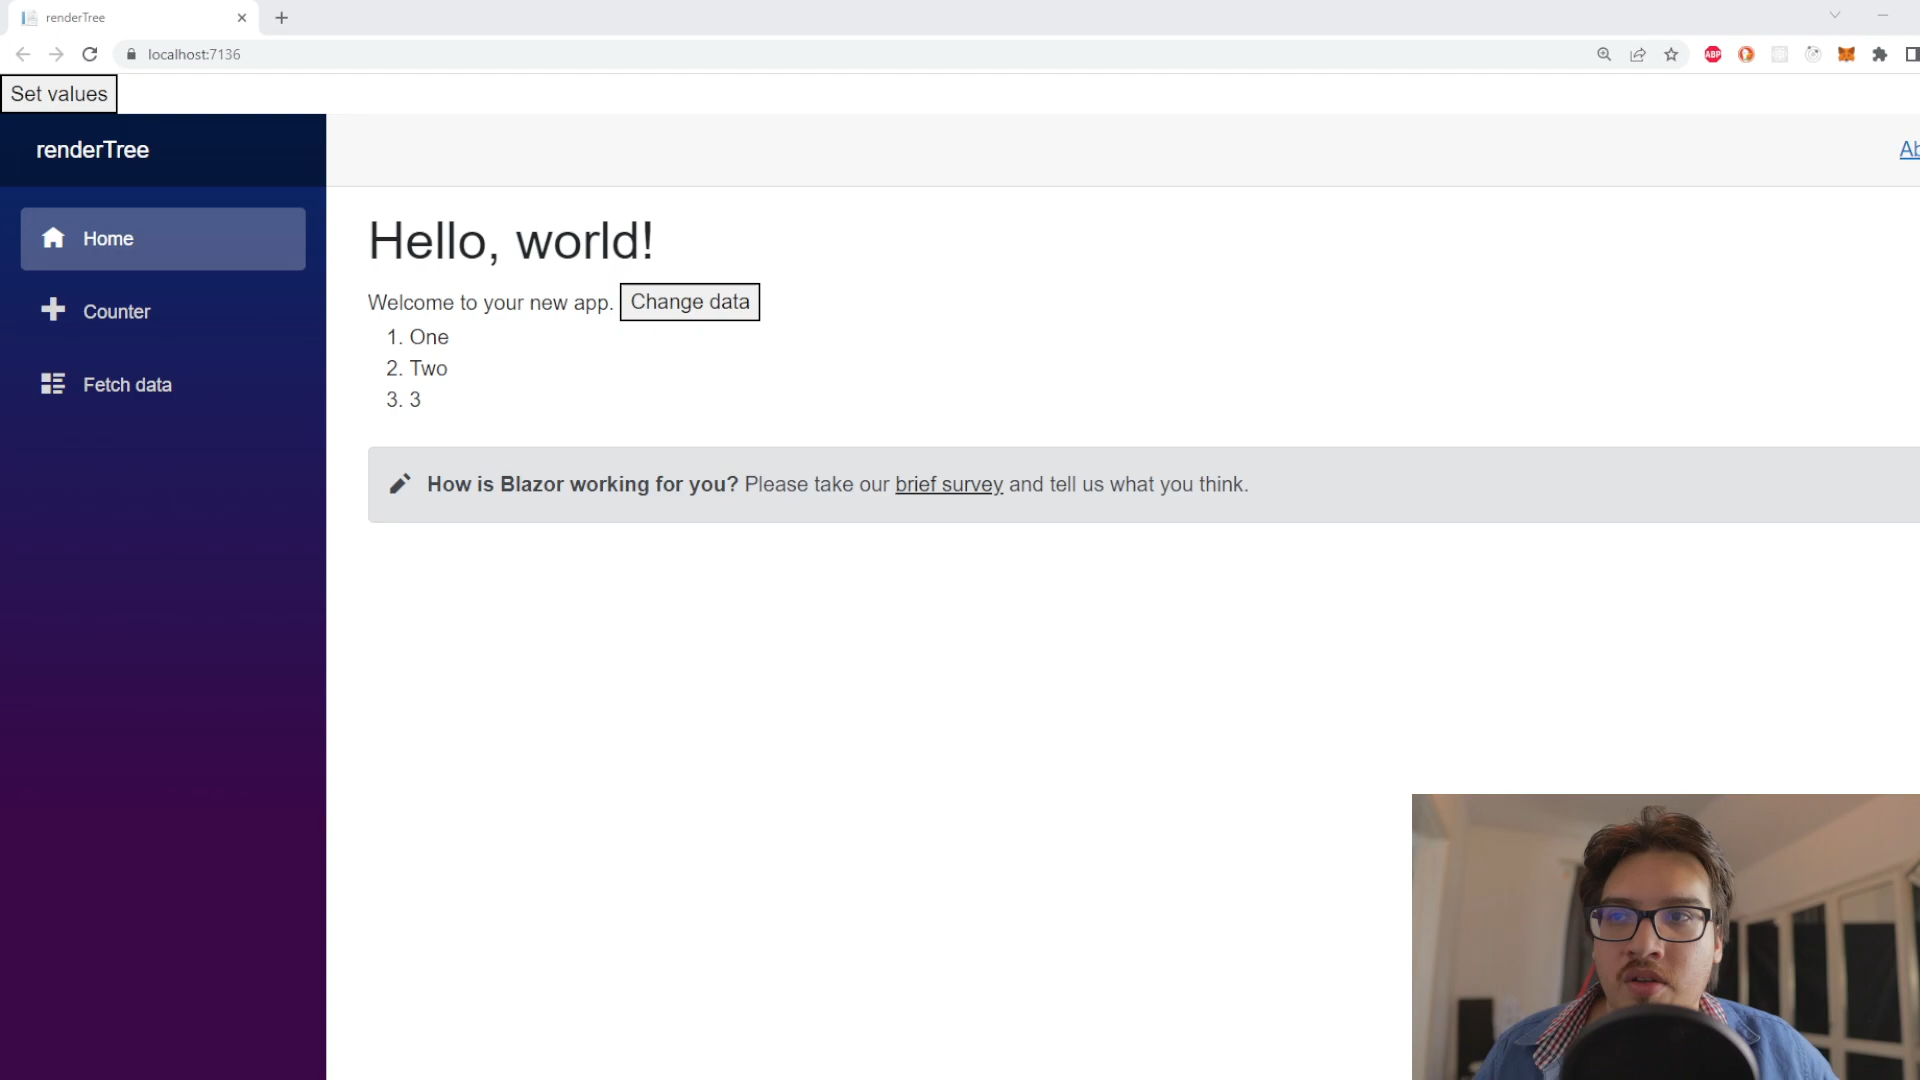 renderTree
localhost:7136
ABP
Set values
renderTree
Ab
Home
Counter
Fetch data
Hello, world!
Welcome to your new app. Change data
1. One
2. Two
3. 3
How is Blazor working for you? Please take our brief survey and tell us what you think.